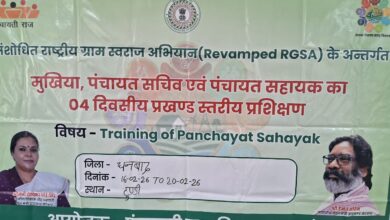 पंचायती राज
संशोधित राष्ट्रीय ग्राम स्वराज अभियान(Revamped RGSA) के अन्तर्गत
मुखिया, पंचायत सचिव एवं पंचायत सहायक का
04 दिवसीय प्रखण्ड स्तरीय प्रशिक्षण
विषय - Training of Panchayat Sahayak
जिला - धनबाद
दिनांक - 16-02-26 TO 20-02-26
स्थान - टुण्डी